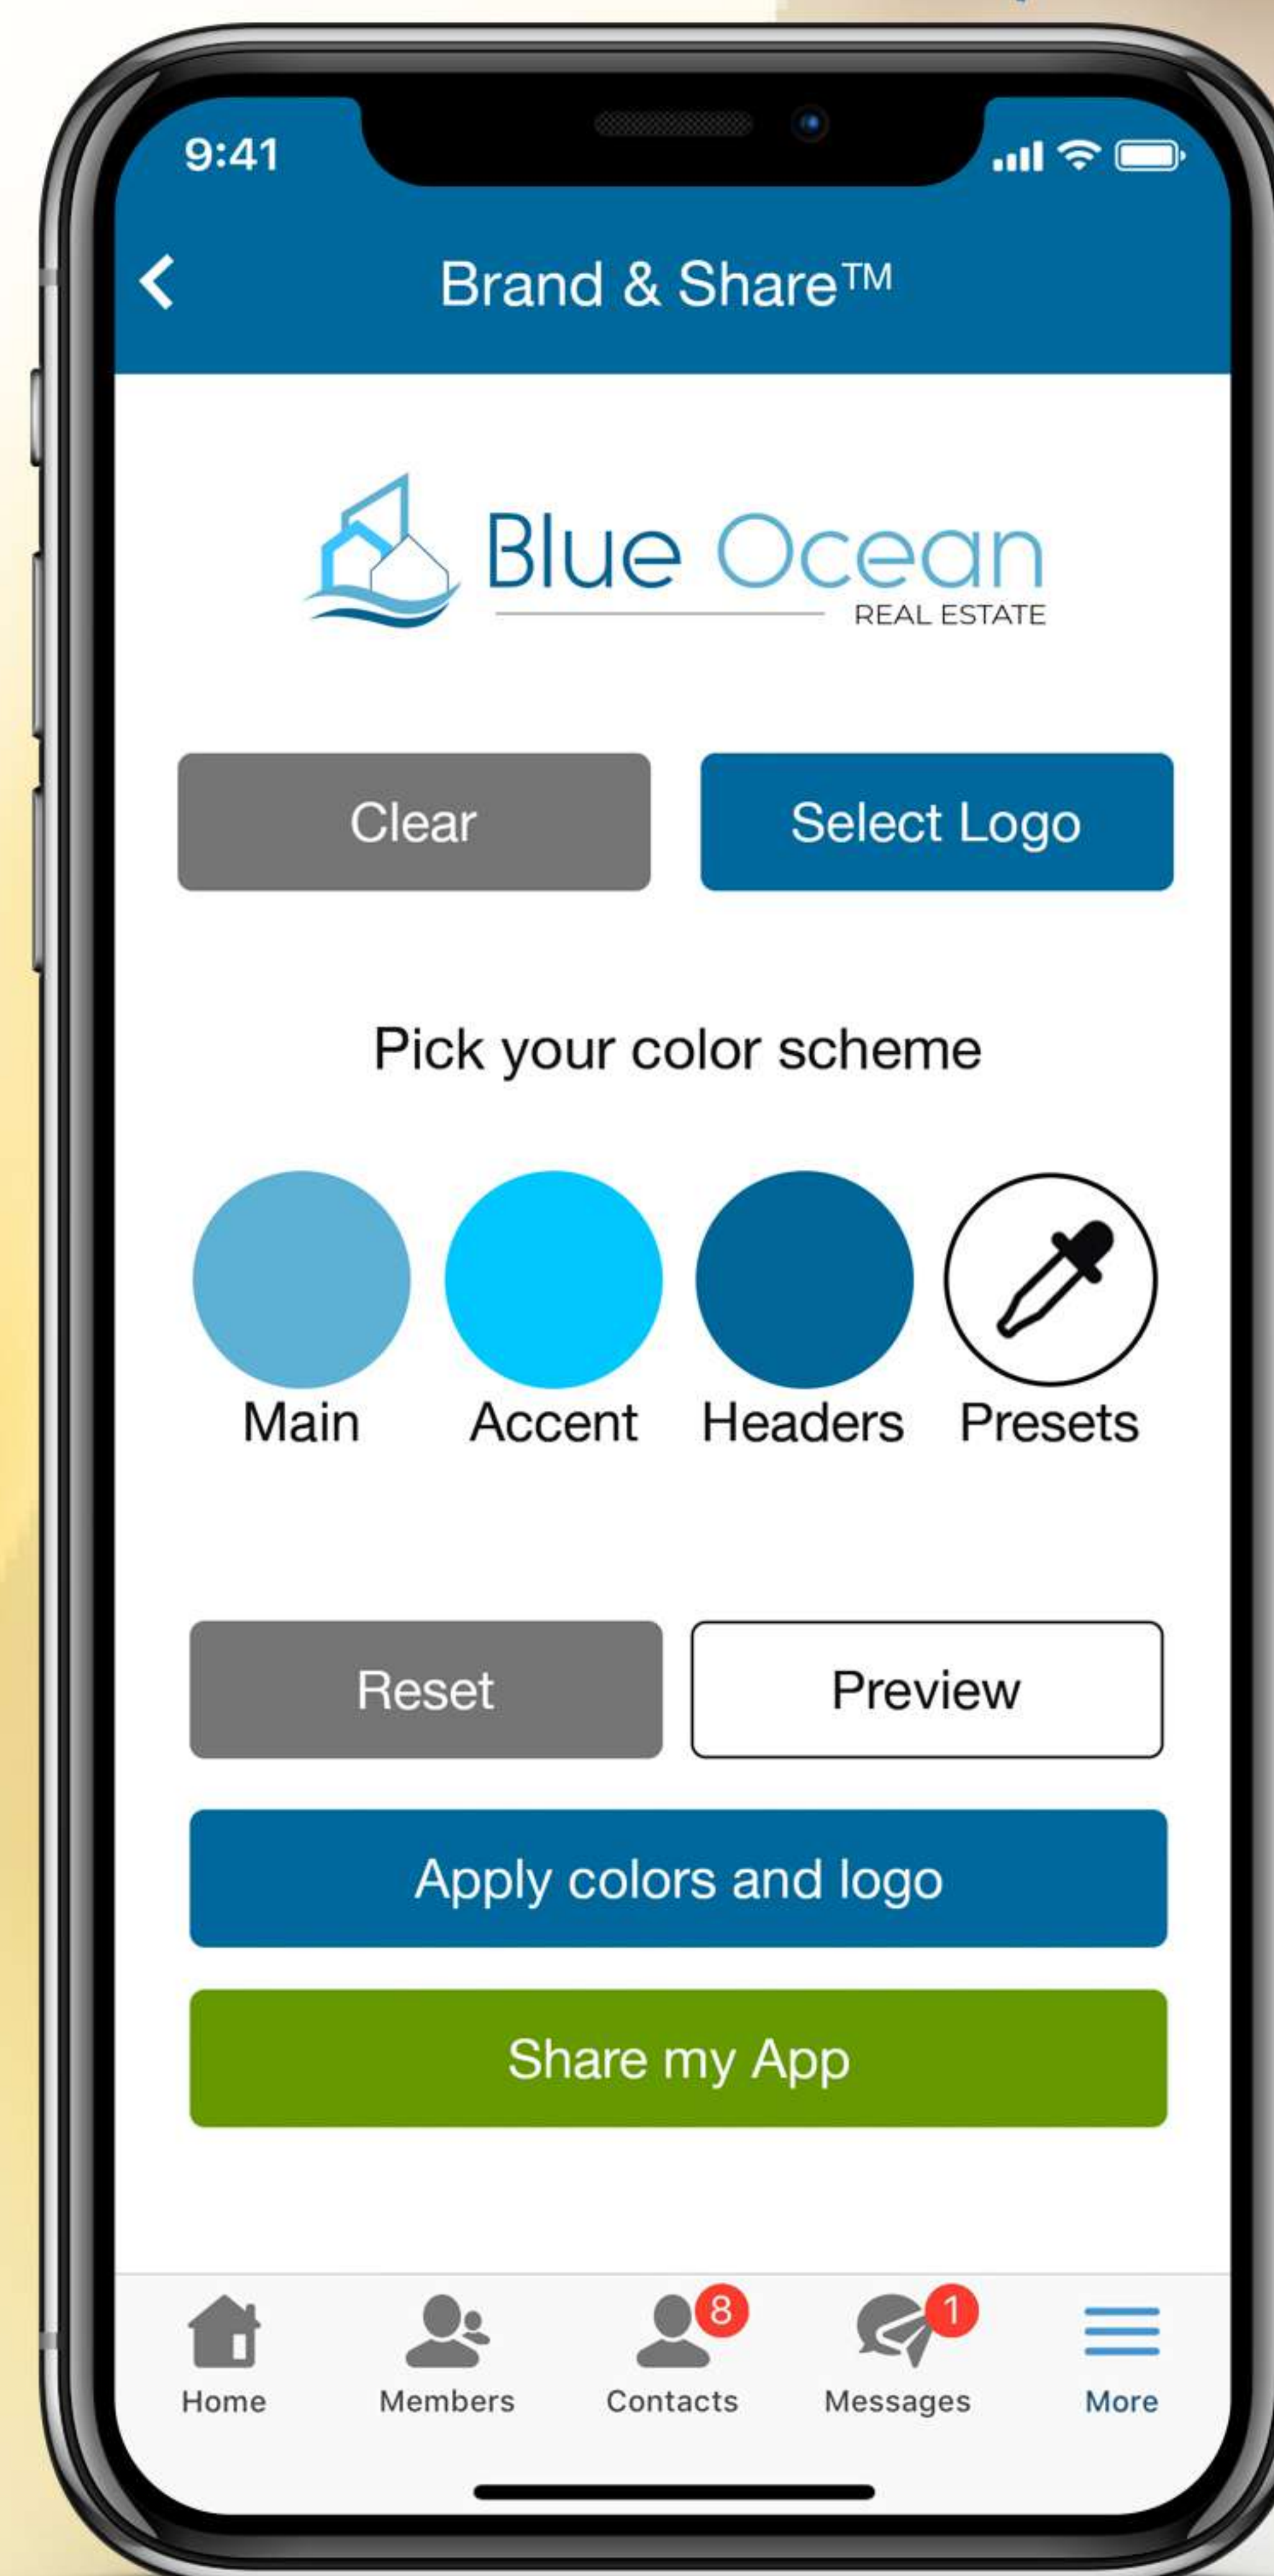 9:41
Brand & Share™
Blue Ocean
REAL ESTATE
Clear
Select Logo
Pick your color scheme
Main
Accent
Headers
Presets
Reset
Preview
Apply colors and logo
Share my App
8
1
Home
Members
Contacts
Messages
More